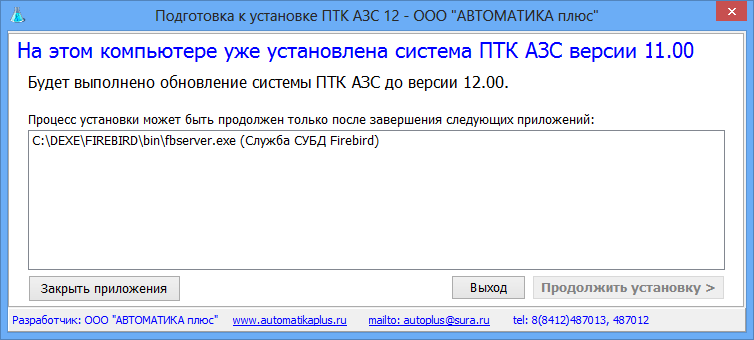 Подготовка к установке ПТК АЗС 12 - ООО "АВТОМАТИКА плюс"
На этом компьютере уже установлена система ПТК АЗС версии 11.00
Будет выполнено обновление системы ПТК АЗС до версии 12.00.
Процесс установки может быть продолжен только после завершения следующих приложений:
C:\DEXE\FIREBIRD\bin\fbserver.exe (Служба СУБД Firebird)
Закрыть приложения Выход Продолжить установку >
Разработчик: ООО "АВТОМАТИКА плюс" www.automatikaplus.ru mailto: autoplus@sura.ru tel: 8(8412)487013, 487012